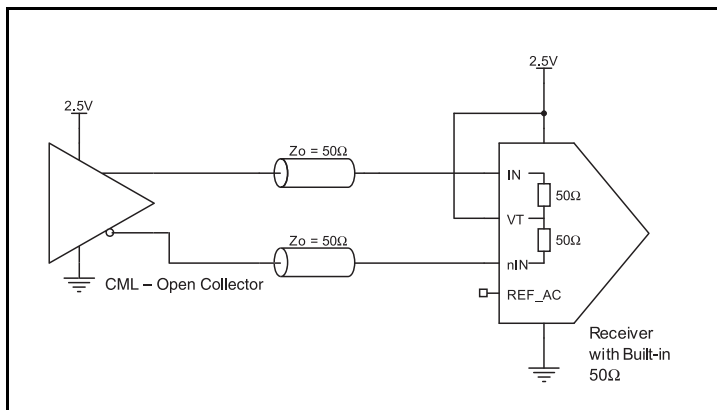 2.5V
2.5V
Zo = 50Ω
IN
50Ω
VT
50Ω
Zo = 50Ω
nIN
CML – Open Collector
REF_AC
Receiver
with Built-in
50Ω